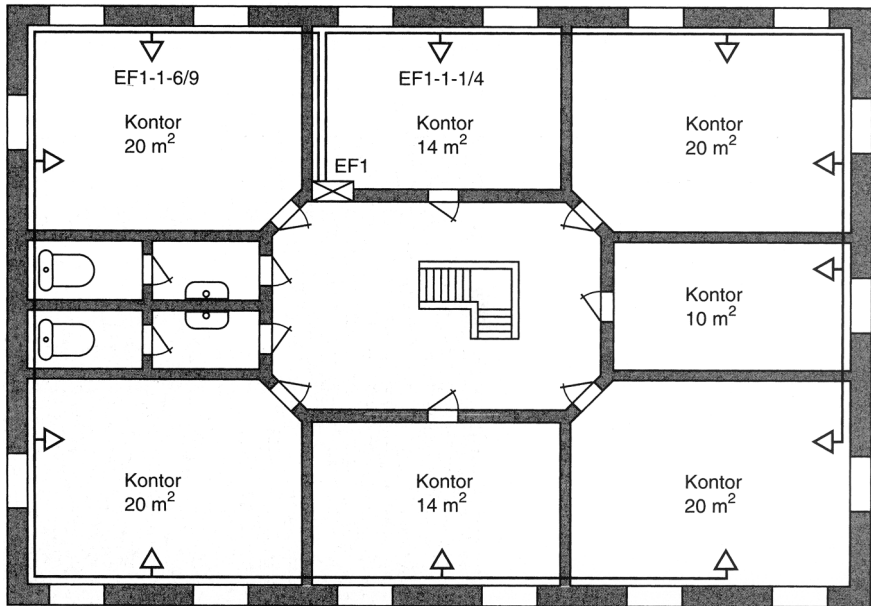 EF1-1-6/9
EF1-1-1/4
Kontor
20 m²
Kontor
14 m²
Kontor
20 m²
EF1
Kontor
10 m²
Kontor
20 m²
Kontor
14 m²
Kontor
20 m²